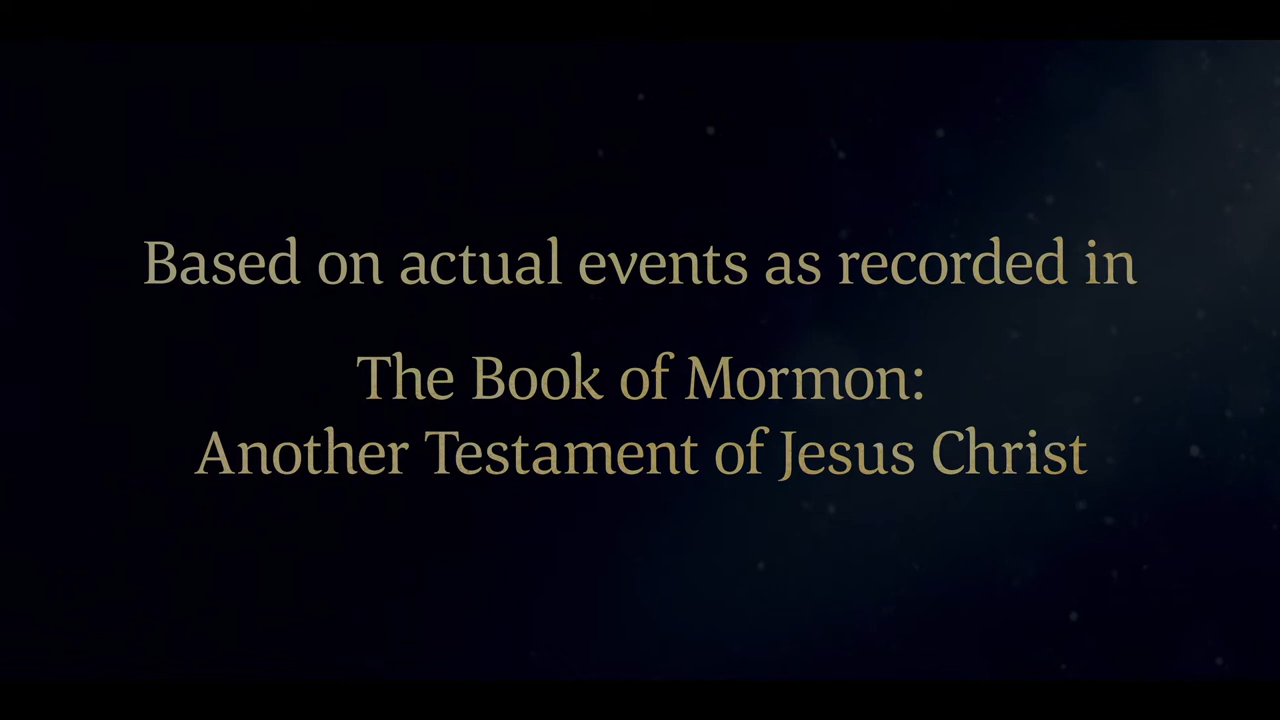 Based on actual events as recorded in
The Book of Mormon:
Another Testament of Jesus Christ